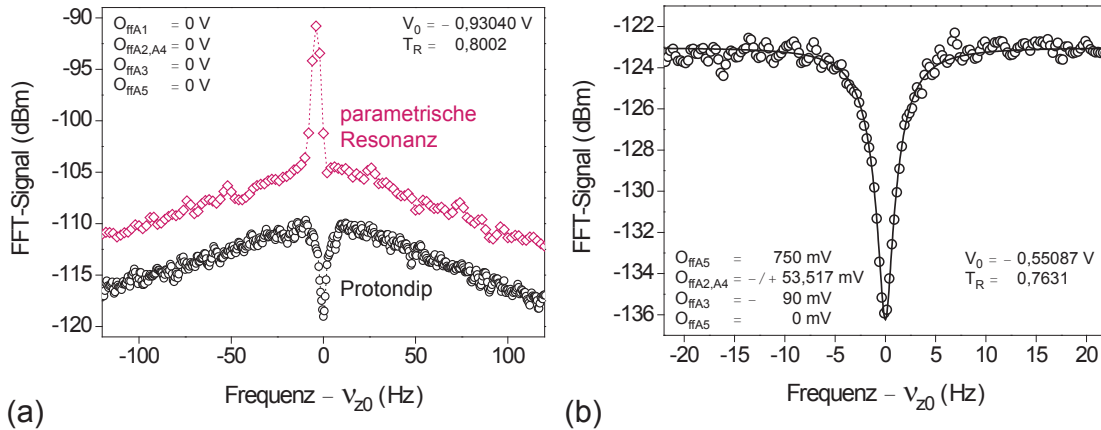 O_ffA1 = 0 V
O_ffA2,A4 = 0 V
O_ffA3 = 0 V
O_ffA5 = 0 V
V_0 = − 0,93040 V
T_R = 0,8002
parametrische
Resonanz
Protondip
-90
-95
-100
-105
-110
-115
-120
FFT-Signal (dBm)
-100 -50 0 50 100
Frequenz − ν_z0 (Hz)
(a)
-122
-124
-126
-128
-130
-132
-134
-136
FFT-Signal (dBm)
O_ffA5 = 750 mV
O_ffA2,A4 = −/+ 53,517 mV
O_ffA3 = − 90 mV
O_ffA5 = 0 mV
V_0 = − 0,55087 V
T_R = 0,7631
-20 -15 -10 -5 0 5 10 15 20
Frequenz − ν_z0 (Hz)
(b)